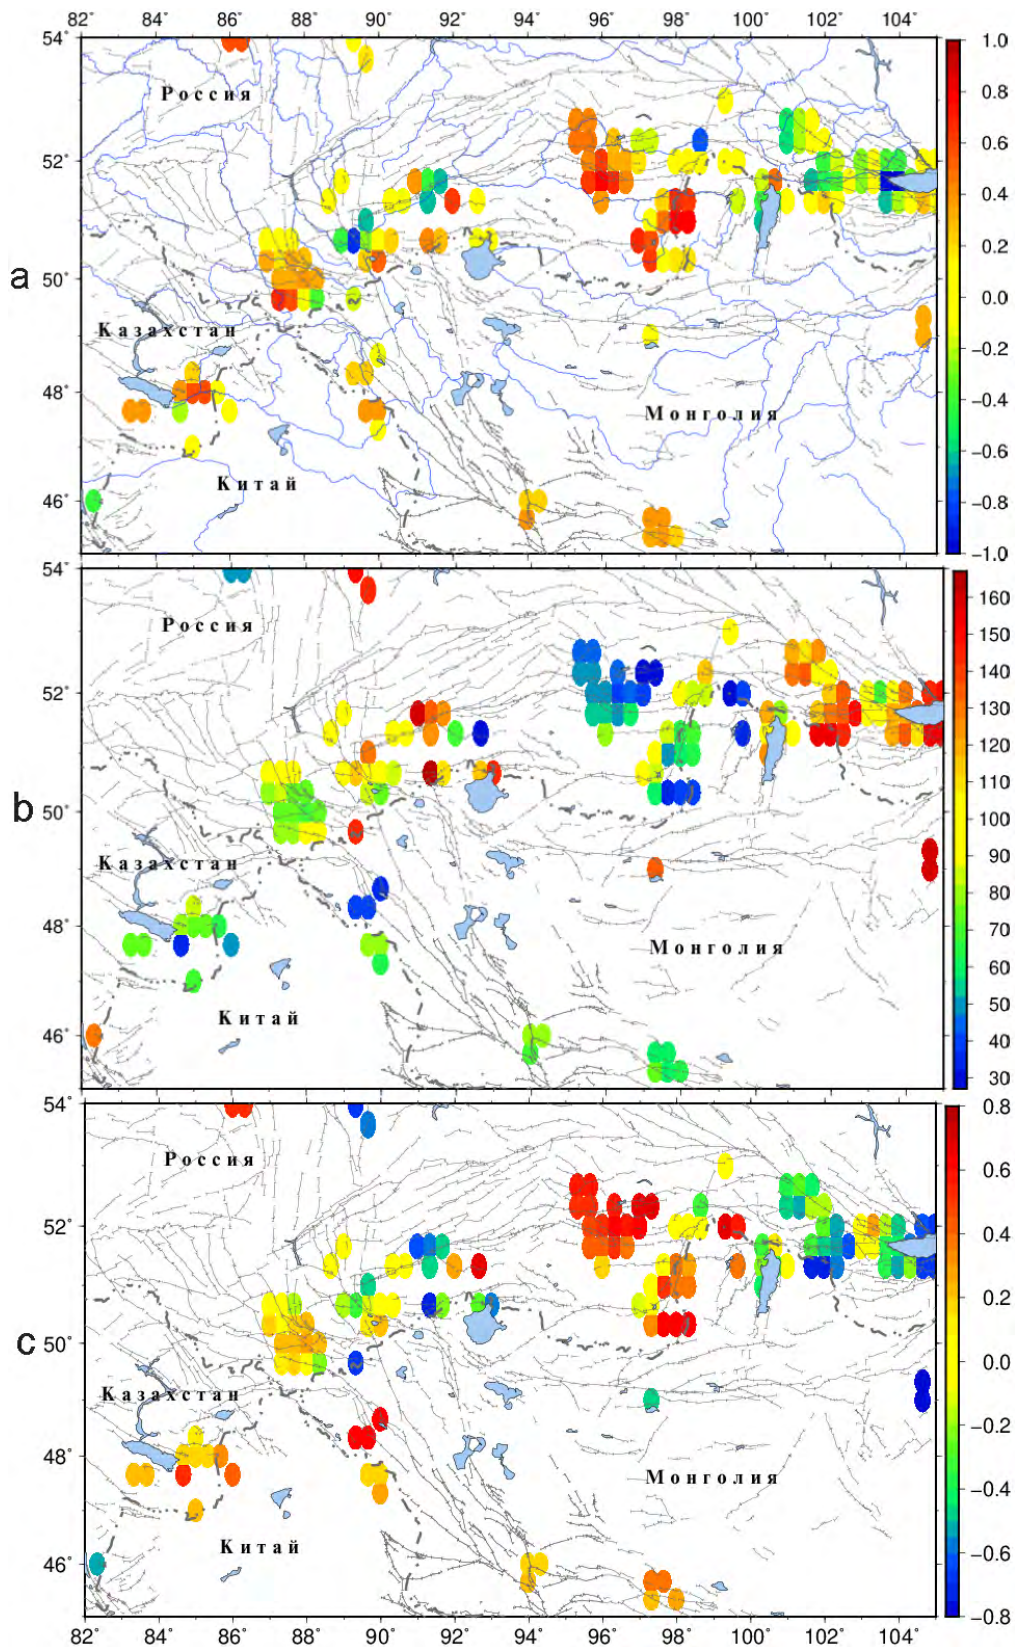 82° 84° 86° 88° 90° 92° 94° 96° 98° 100° 102° 104°
54°
52°
50°
48°
46°
a
Россия
Казахстан
Китай
Монголия
1.0
0.8
0.6
0.4
0.2
0.0
−0.2
−0.4
−0.6
−0.8
−1.0
54°
52°
50°
48°
46°
b
Россия
Казахстан
Китай
Монголия
160
150
140
130
120
110
100
90
80
70
60
50
40
30
54°
52°
50°
48°
46°
c
Россия
Казахстан
Китай
Монголия
0.8
0.6
0.4
0.2
0.0
−0.2
−0.4
−0.6
−0.8
82 84 86 88 90 92 94 96 98 100 102 104